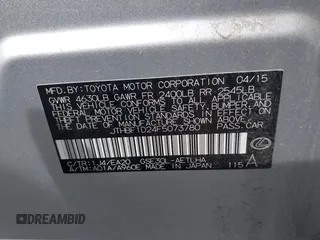 MFD.BY:TOYOTA MOTOR CORPORATION 04/15
GVWR 4630LB GAWR FR 2400LB RR 2545LB
THIS VEHICLE CONFORMS TO ALL APPLICABLE
FEDERAL MOTOR VEHICLE SAFETY, BUMPER, AND
THEFT PREVENTION STANDARDS IN EFFECT ON
THE DATE OF MANUFACTURE SHOWN ABOVE.
JTHBF1D24F5073780
C/TR:1J4/EA20 GSE30L-AETLHA
A/TM:A01A/A960E MADE IN JAPAN 115 A
DREAMBID